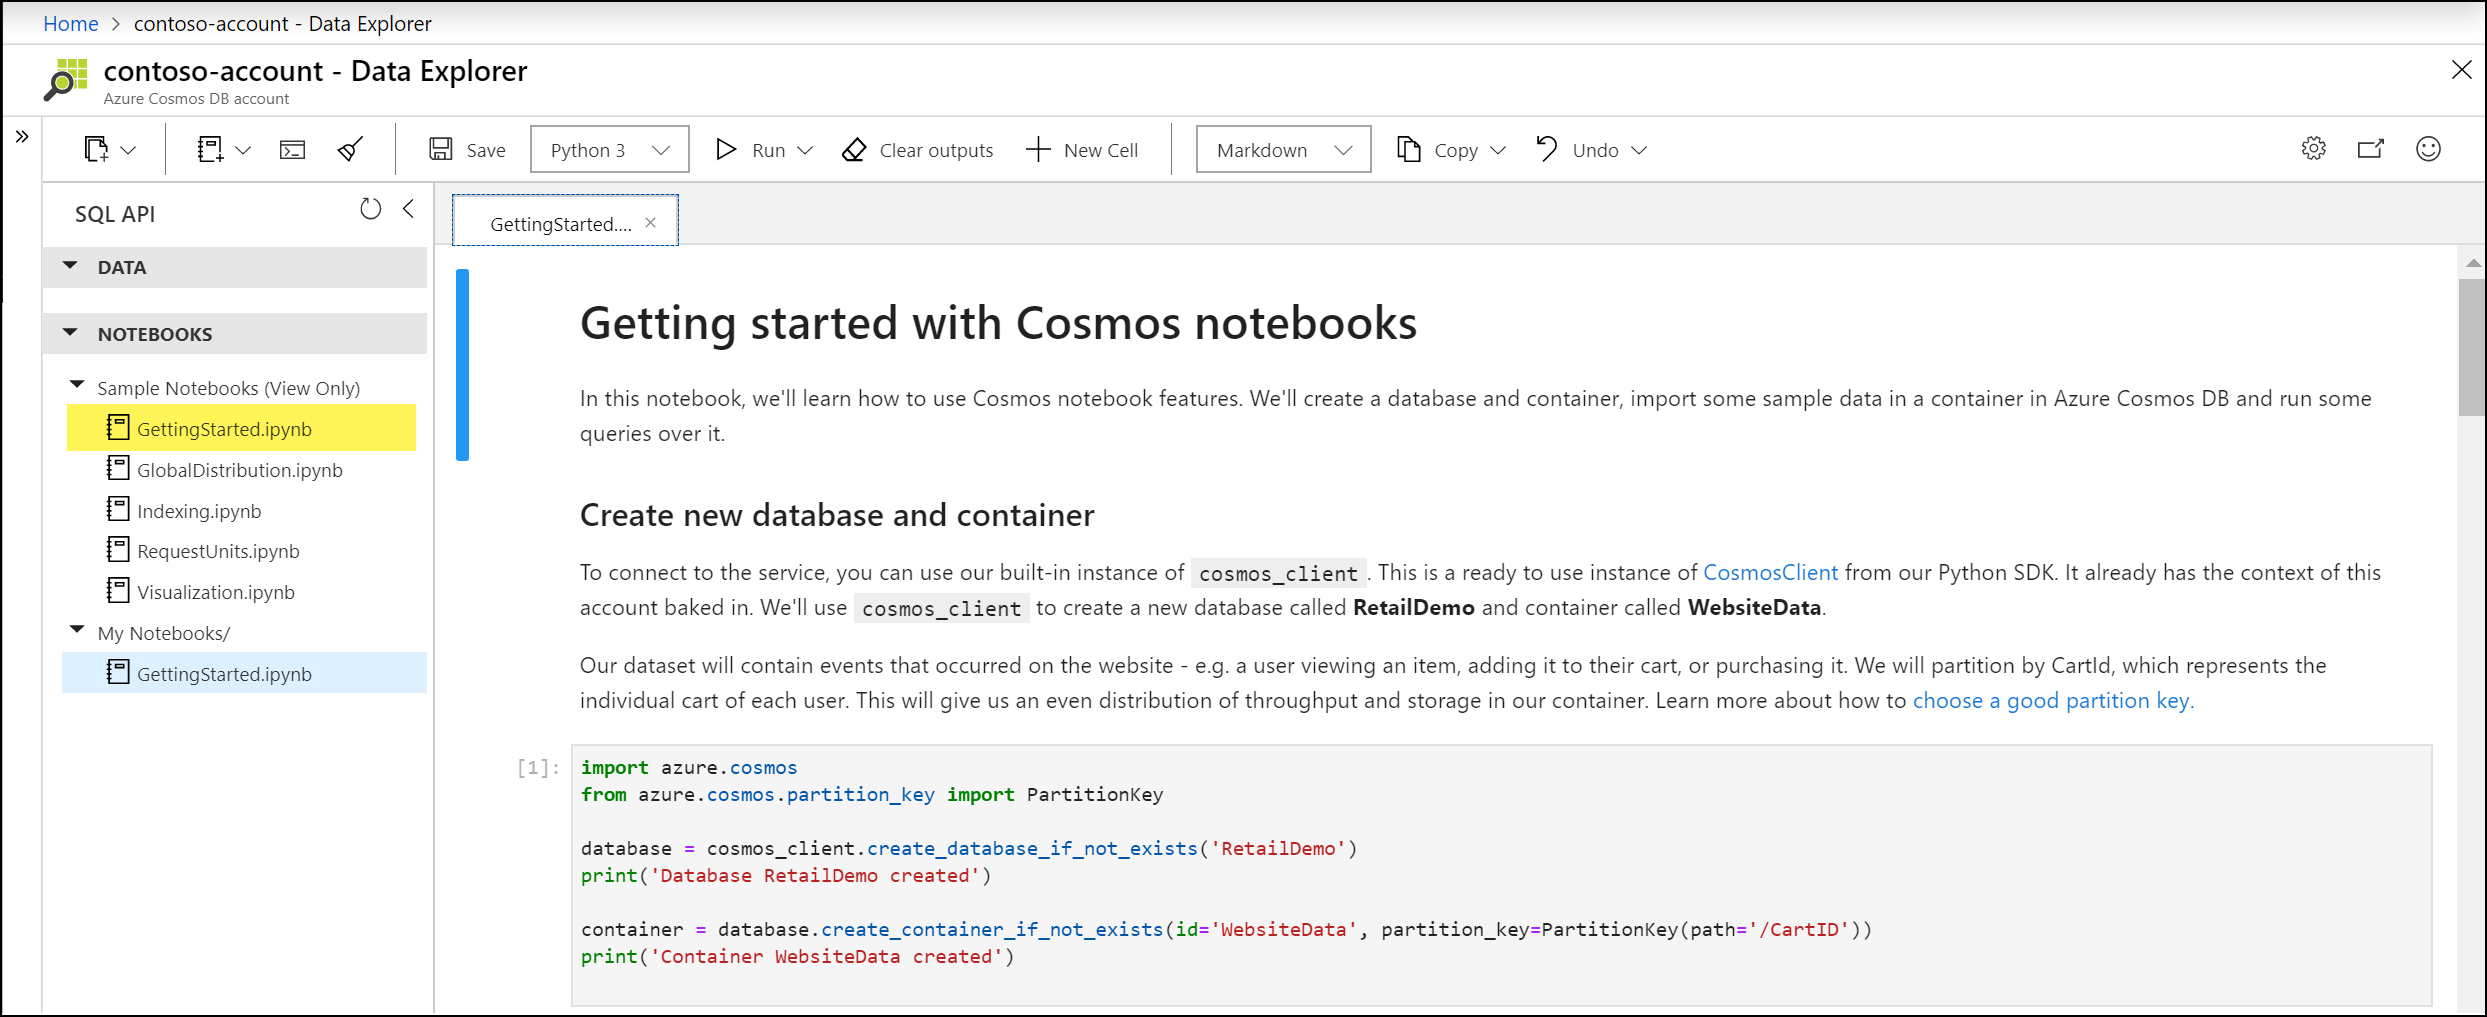 Home > contoso-account - Data Explorer
contoso-account - Data Explorer
Azure Cosmos DB account
Save
Python 3
Run
Clear outputs
New Cell
Markdown
Copy
Undo
SQL API
DATA
NOTEBOOKS
Sample Notebooks (View Only)
GettingStarted.ipynb
GlobalDistribution.ipynb
Indexing.ipynb
RequestUnits.ipynb
Visualization.ipynb
My Notebooks/
GettingStarted.ipynb
GettingStarted....
Getting started with Cosmos notebooks
In this notebook, we'll learn how to use Cosmos notebook features. We'll create a database and container, import some sample data in a container in Azure Cosmos DB and run some
queries over it.
Create new database and container
To connect to the service, you can use our built-in instance of cosmos_client. This is a ready to use instance of CosmosClient from our Python SDK. It already has the context of this
account baked in. We'll use cosmos_client to create a new database called RetailDemo and container called WebsiteData.
Our dataset will contain events that occurred on the website - e.g. a user viewing an item, adding it to their cart, or purchasing it. We will partition by CartId, which represents the
individual cart of each user. This will give us an even distribution of throughput and storage in our container. Learn more about how to choose a good partition key.
[1]:
import azure.cosmos
from azure.cosmos.partition_key import PartitionKey
database = cosmos_client.create_database_if_not_exists('RetailDemo')
print('Database RetailDemo created')
container = database.create_container_if_not_exists(id='WebsiteData', partition_key=PartitionKey(path='/CartID'))
print('Container WebsiteData created')